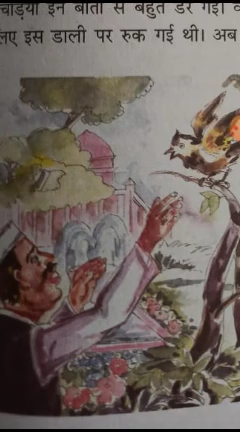 चिड़िया इन बातों से बहुत डर गई।
लिए इस डाली पर रुक गई थी। अब